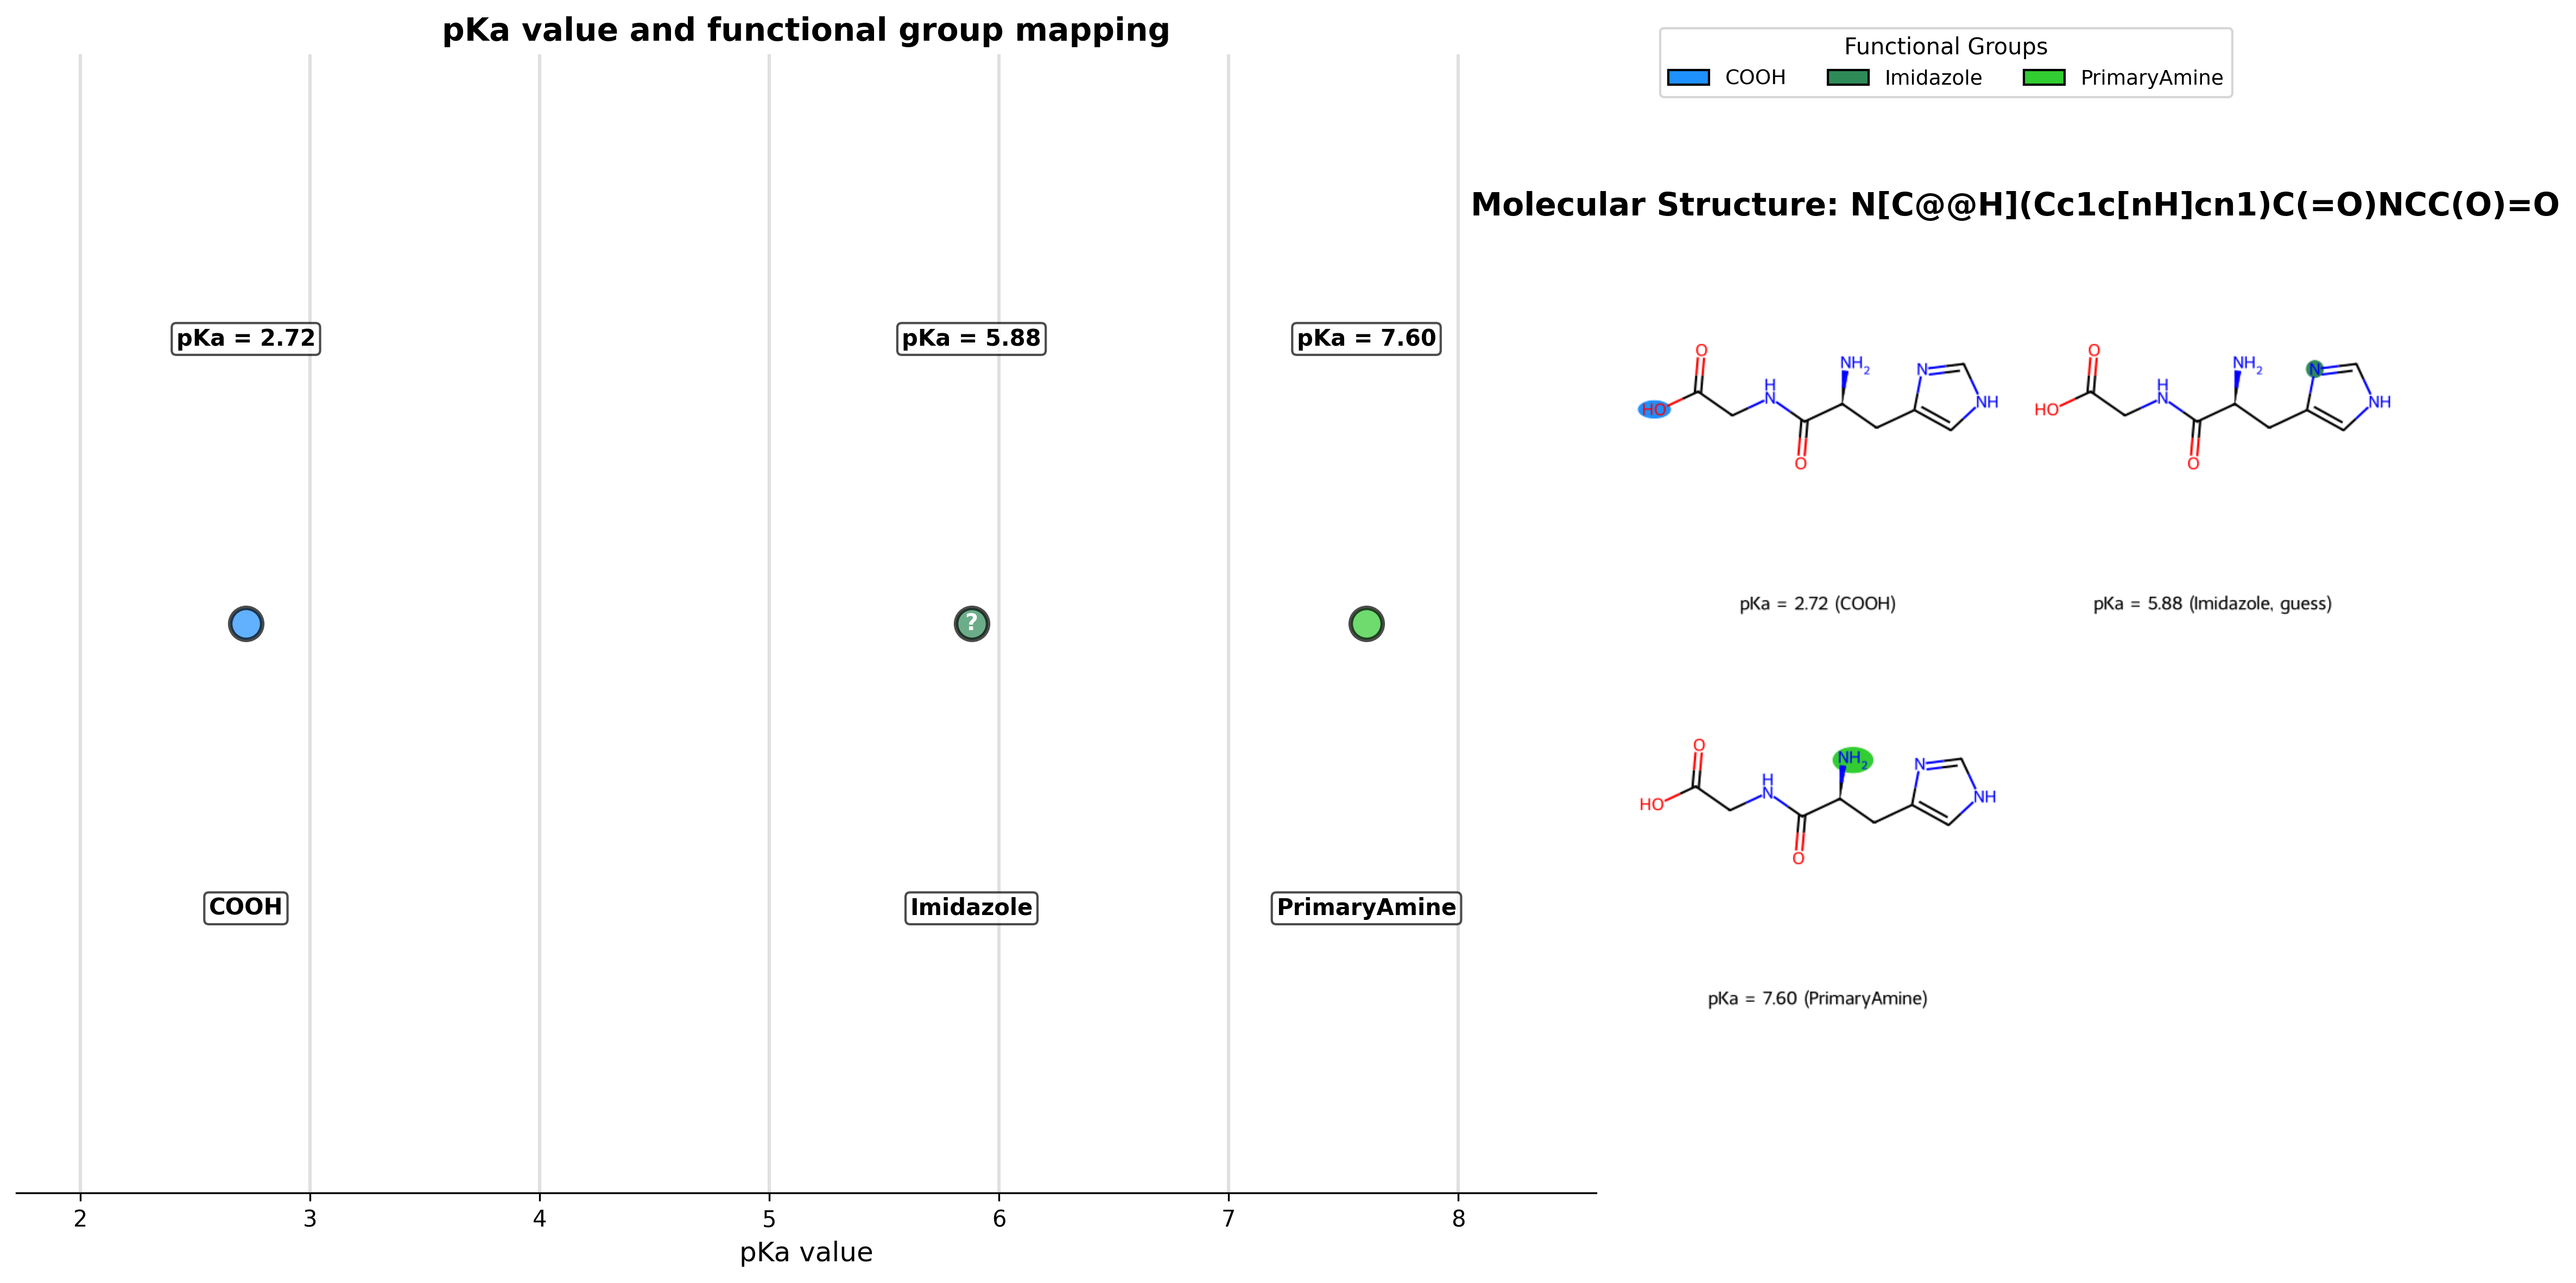 pKa value and functional group mapping
pKa = 2.72
pKa = 5.88
pKa = 7.60
?
COOH
Imidazole
PrimaryAmine
2
3
4
5
6
7
8
pKa value
Functional Groups
COOH
Imidazole
PrimaryAmine
Molecular Structure: N[C@@H](Cc1c[nH]cn1)C(=O)NCC(O)=O
O
HO
H
N
O
NH2
N
NH
pKa = 2.72 (COOH)
O
HO
H
N
O
NH2
N
NH
pKa = 5.88 (Imidazole, guess)
O
HO
H
N
O
NH2
N
NH
pKa = 7.60 (PrimaryAmine)